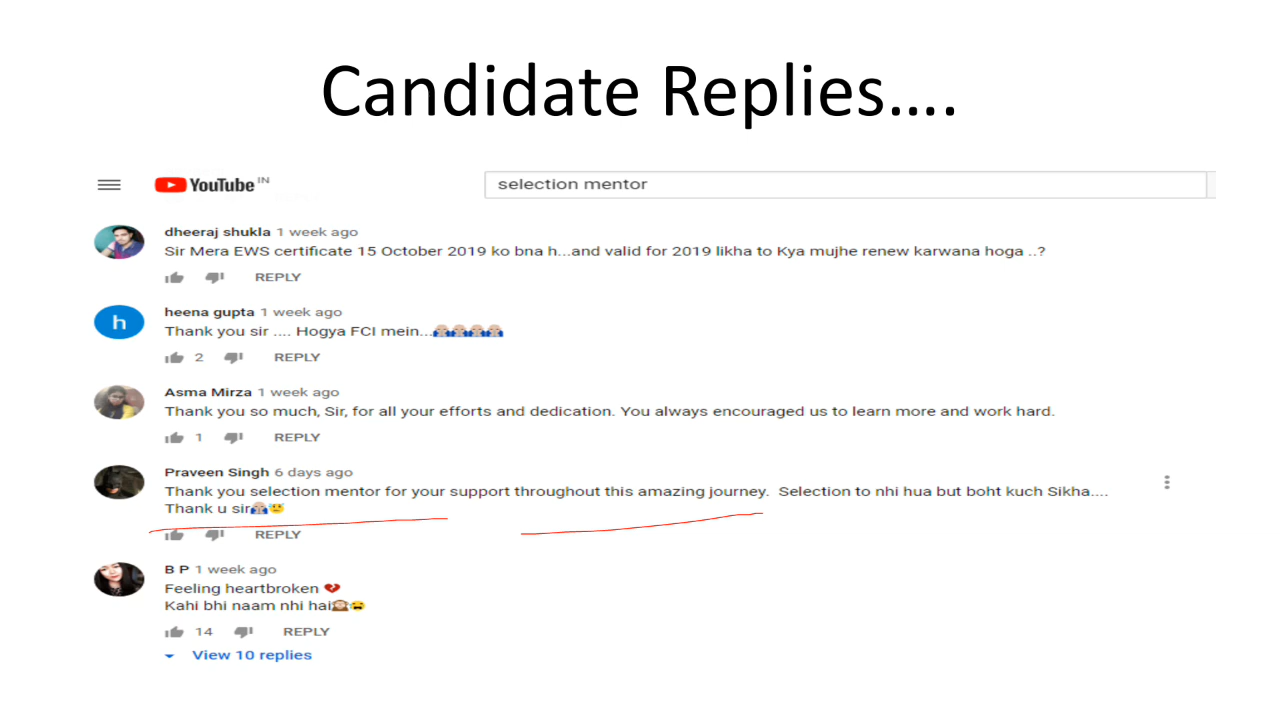 Candidate Replies….
YouTube IN
selection mentor
dheeraj shukla 1 week ago
Sir Mera EWS certificate 15 October 2019 ko bna h...and valid for 2019 likha to Kya mujhe renew karwana hoga ..?
REPLY
heena gupta 1 week ago
Thank you sir .... Hogya FCI mein...
2 REPLY
Asma Mirza 1 week ago
Thank you so much, Sir, for all your efforts and dedication. You always encouraged us to learn more and work hard.
1 REPLY
Praveen Singh 6 days ago
Thank you selection mentor for your support throughout this amazing journey. Selection to nhi hua but boht kuch Sikha....
Thank u sir
REPLY
B P 1 week ago
Feeling heartbroken 💔
Kahi bhi naam nhi hai
14 REPLY
View 10 replies
h